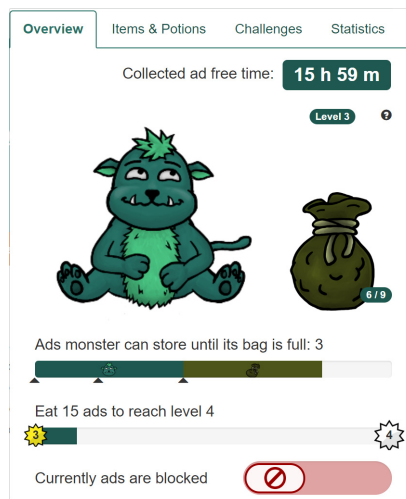 Overview
Items & Potions
Challenges
Statistics
Collected ad free time: 15 h 59 m
Level 3
?
6 / 9
Ads monster can store until its bag is full: 3
Eat 15 ads to reach level 4
3
4
Currently ads are blocked